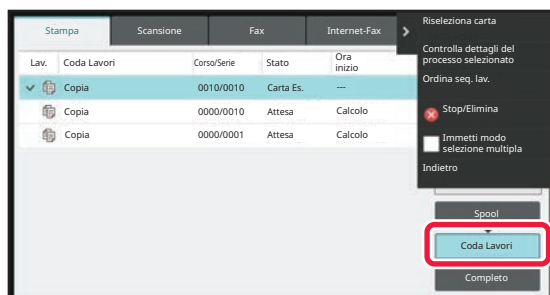 Stampa Scansione Fax Internet-Fax
Lav. Coda Lavori Corso/Serie Stato Ora inizio
Copia 0010/0010 Carta Es. ---
Copia 0000/0010 Attesa Calcolo
Copia 0000/0001 Attesa Calcolo
Riseleziona carta
Controlla dettagli del
processo selezionato
Ordina seq. lav.
Stop/Elimina
Immetti modo
selezione multipla
Indietro
Spool
Coda Lavori
Completo